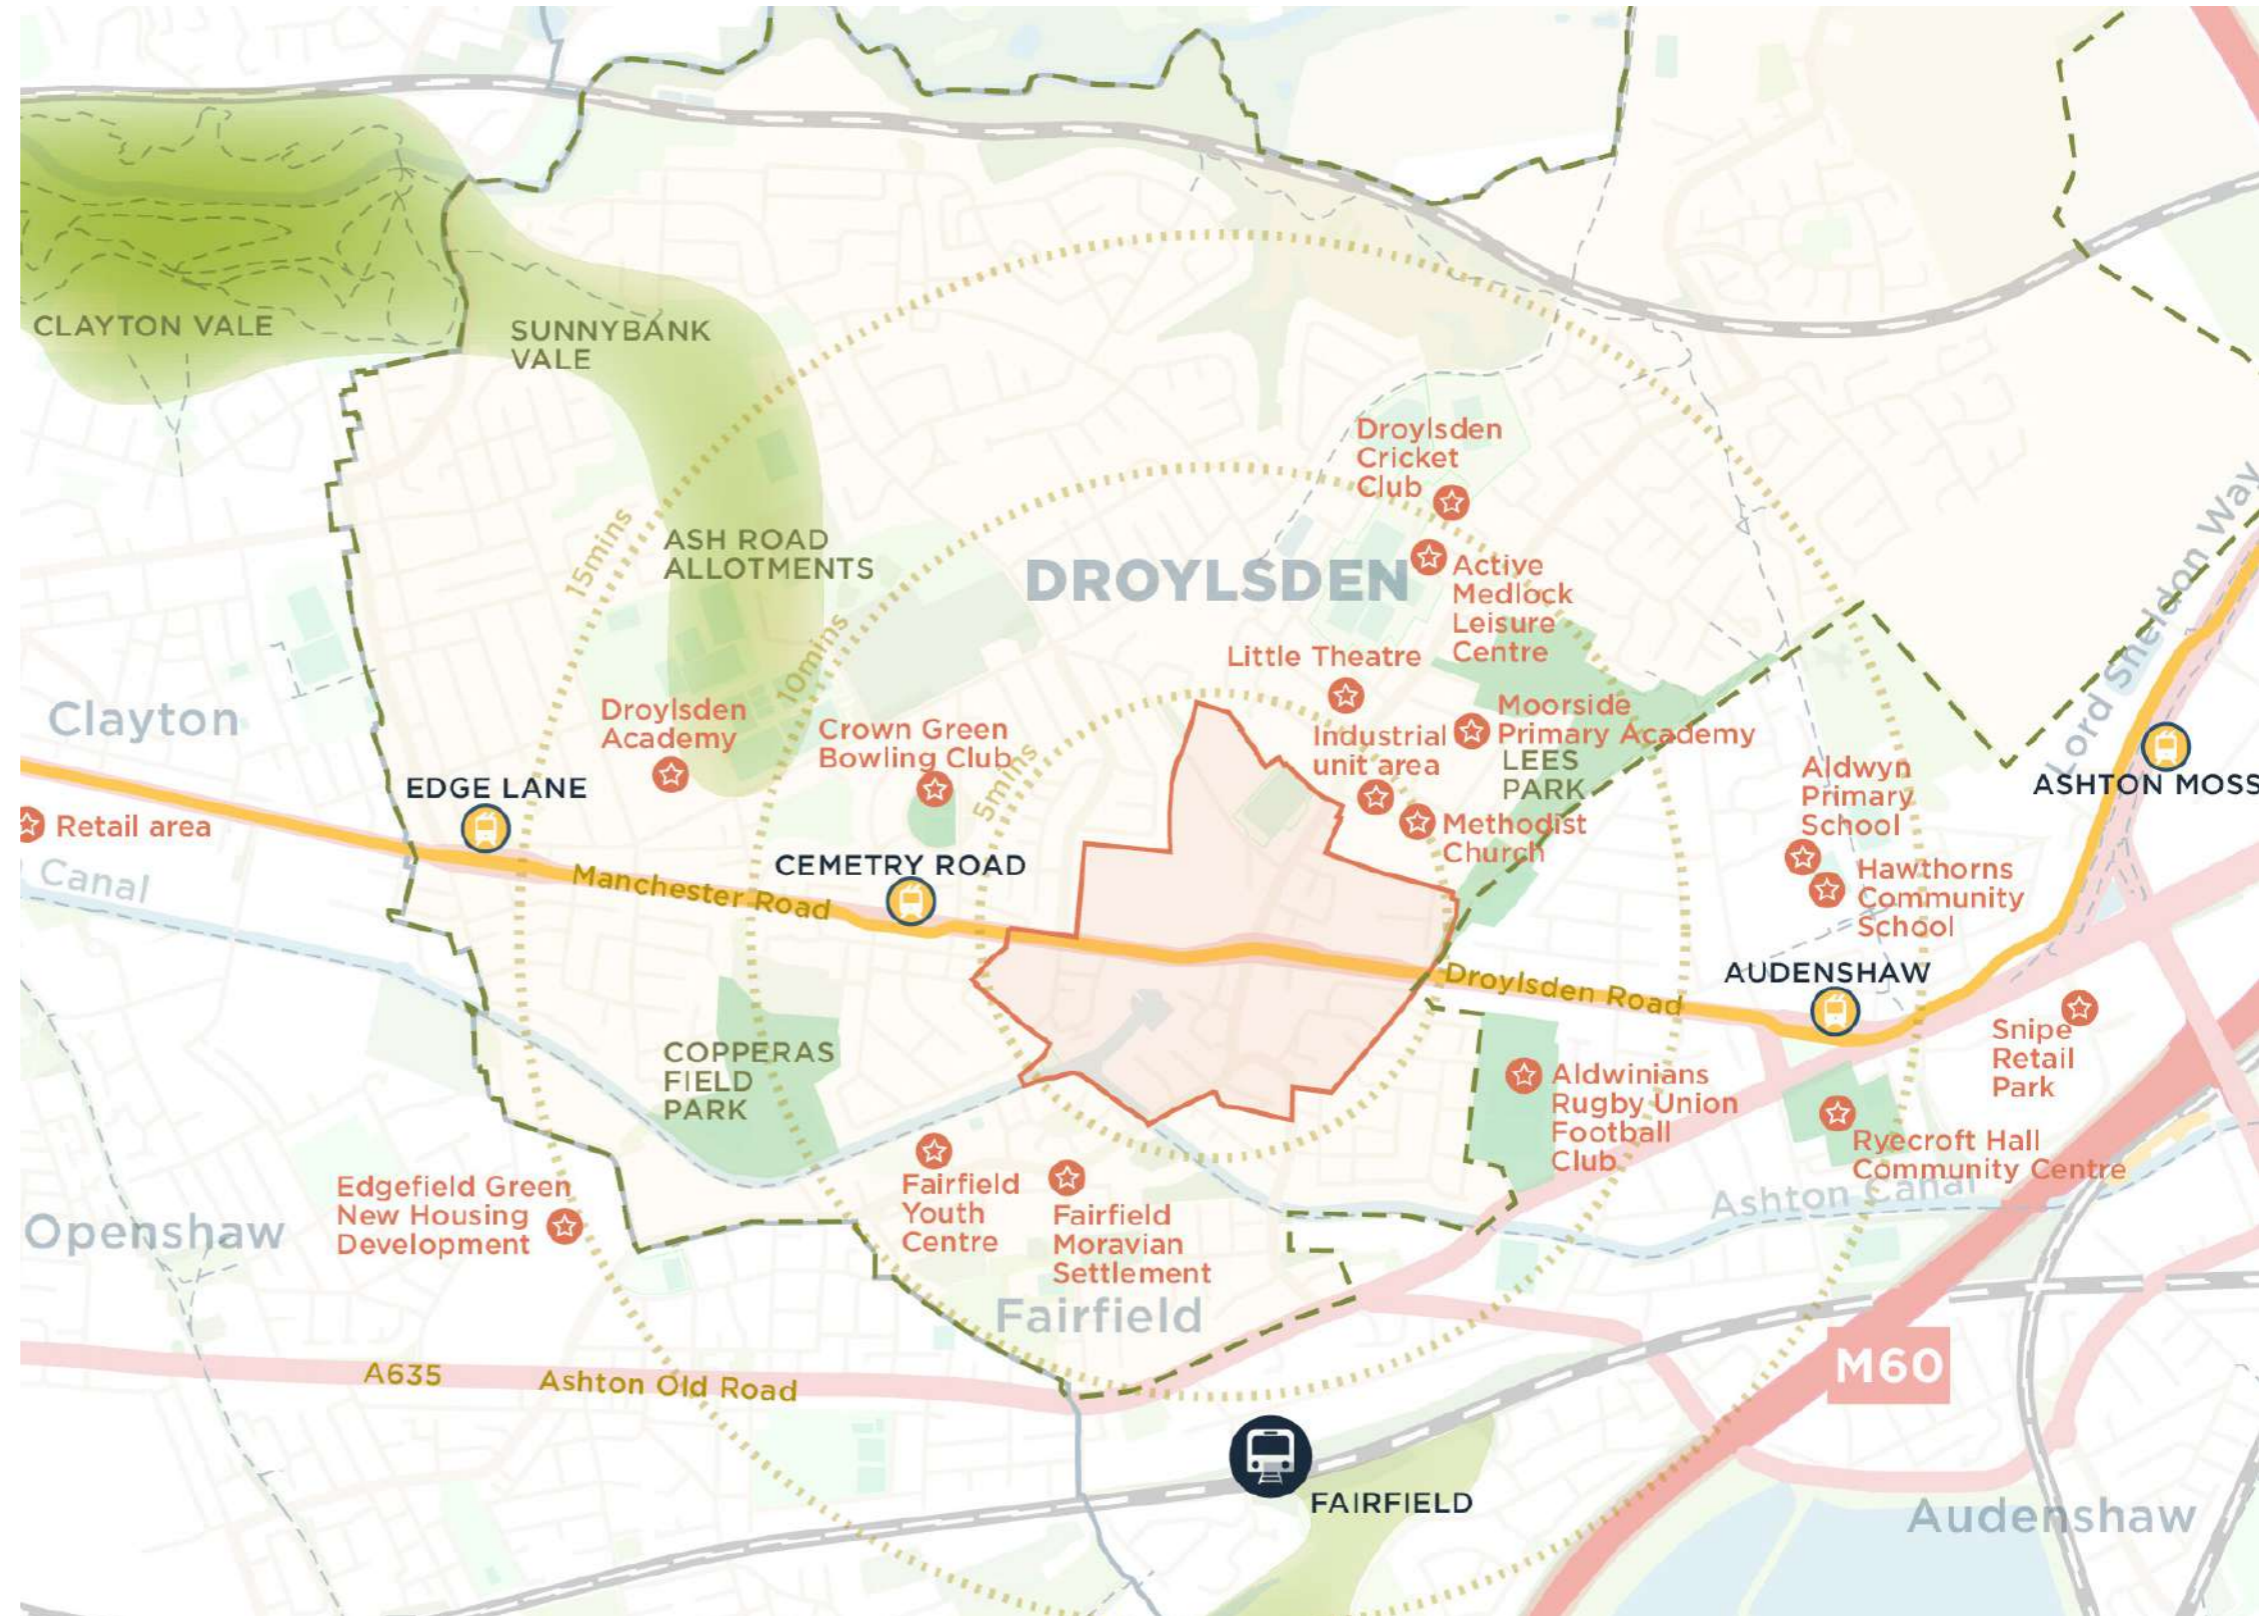 CLAYTON VALE
SUNNYBANK
VALE
Droylsden
Cricket
Club
15mins
ASH ROAD
ALLOTMENTS
DROYLSDEN
Active
Medlock
Leisure
Centre
Lord Sheldon Way
10mins
Little Theatre
Clayton
Droylsden
Academy
Crown Green
Bowling Club
5mins
Industrial
unit area
Moorside
Primary Academy
LEES
PARK
EDGE LANE
Aldwyn
Primary
School
ASHTON MOSS
Retail area
Methodist
Church
Canal
CEMETRY ROAD
Manchester Road
Hawthorns
Community
School
Droylsden Road
AUDENSHAW
Snipe
Retail
Park
COPPERAS
FIELD
PARK
Aldwinians
Rugby Union
Football
Club
Ryecroft Hall
Community Centre
Ashton Canal
Edgefield Green
New Housing
Development
Openshaw
Fairfield
Youth
Centre
Fairfield
Moravian
Settlement
Fairfield
A635
Ashton Old Road
M60
FAIRFIELD
Audenshaw